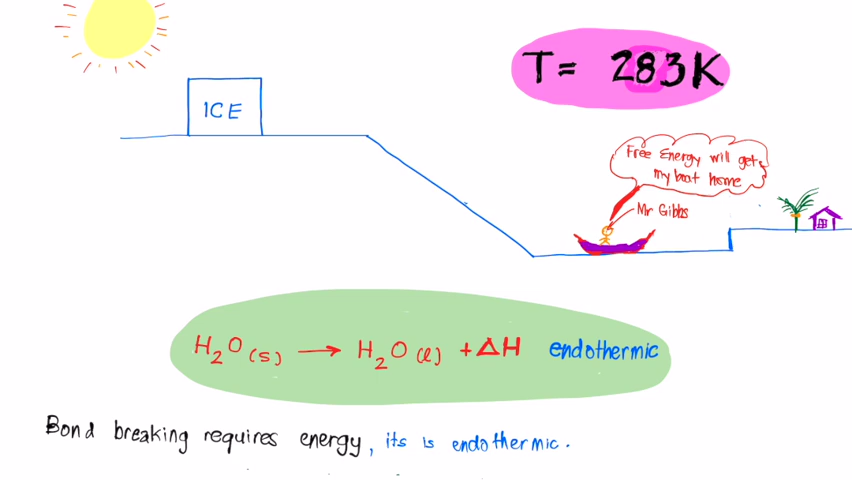 T= 283K
ICE
Free Energy will get
my boat home
Mr Gibbs
H₂O (s) → H₂O (l) + ΔH endothermic
Bond breaking requires energy, its is endothermic.